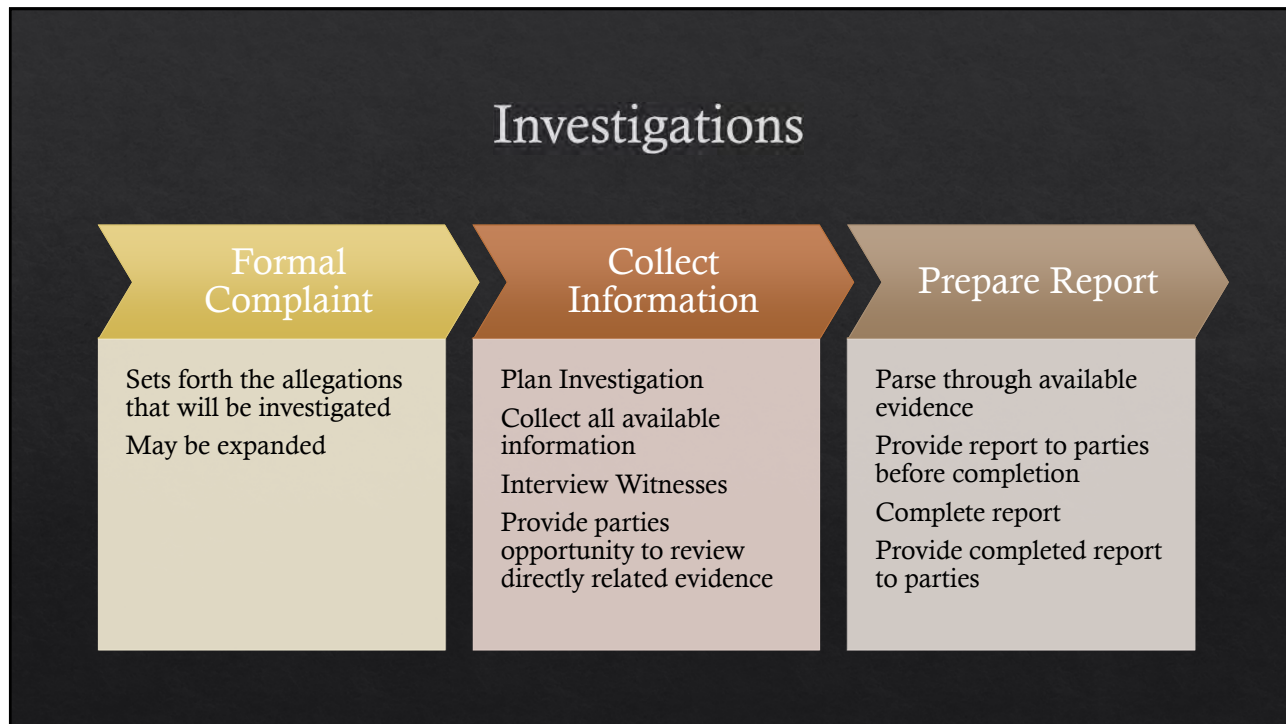 Investigations
Formal
Complaint
Sets forth the allegations
that will be investigated
May be expanded
Collect
Information
Plan Investigation
Collect all available
information
Interview Witnesses
Provide parties
opportunity to review
directly related evidence
Prepare Report
Parse through available
evidence
Provide report to parties
before completion
Complete report
Provide completed report
to parties